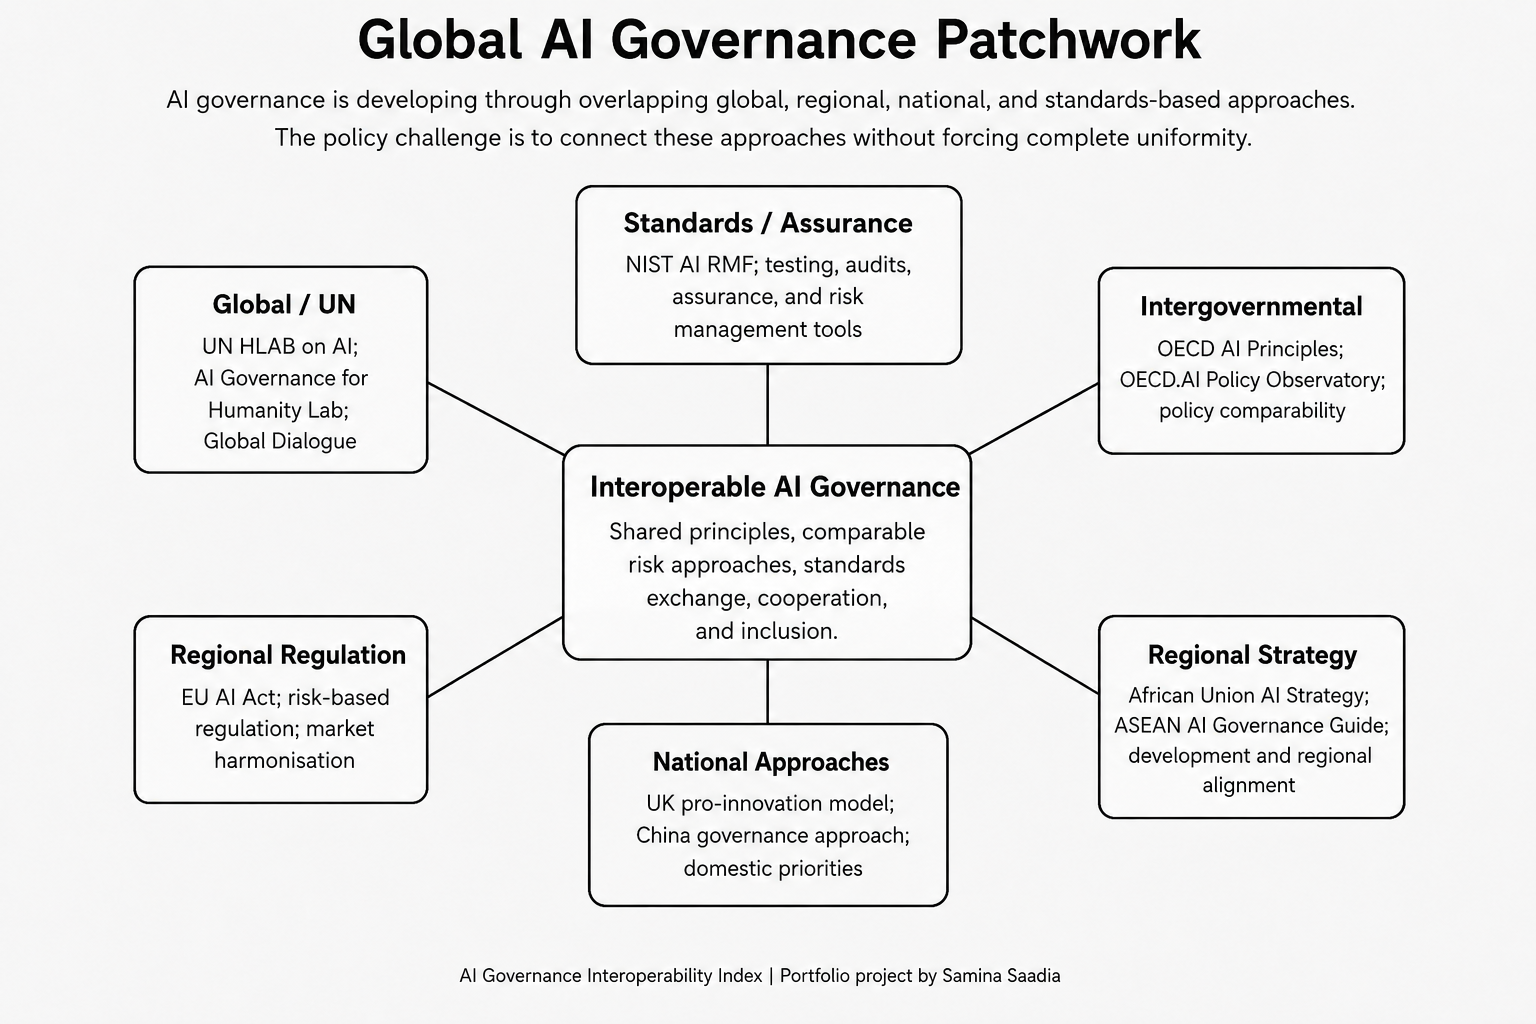 Global AI Governance Patchwork
AI governance is developing through overlapping global, regional, national, and standards-based approaches.
The policy challenge is to connect these approaches without forcing complete uniformity.
Standards / Assurance
NIST AI RMF; testing, audits,
assurance, and risk
management tools
Global / UN
UN HLAB on AI;
AI Governance for
Humanity Lab;
Global Dialogue
Intergovernmental
OECD AI Principles;
OECD.AI Policy Observatory;
policy comparability
Interoperable AI Governance
Shared principles, comparable
risk approaches, standards
exchange, cooperation,
and inclusion.
Regional Regulation
EU AI Act; risk-based
regulation; market
harmonisation
Regional Strategy
African Union AI Strategy;
ASEAN AI Governance Guide;
development and regional
alignment
National Approaches
UK pro-innovation model;
China governance approach;
domestic priorities
AI Governance Interoperability Index | Portfolio project by Samina Saadia